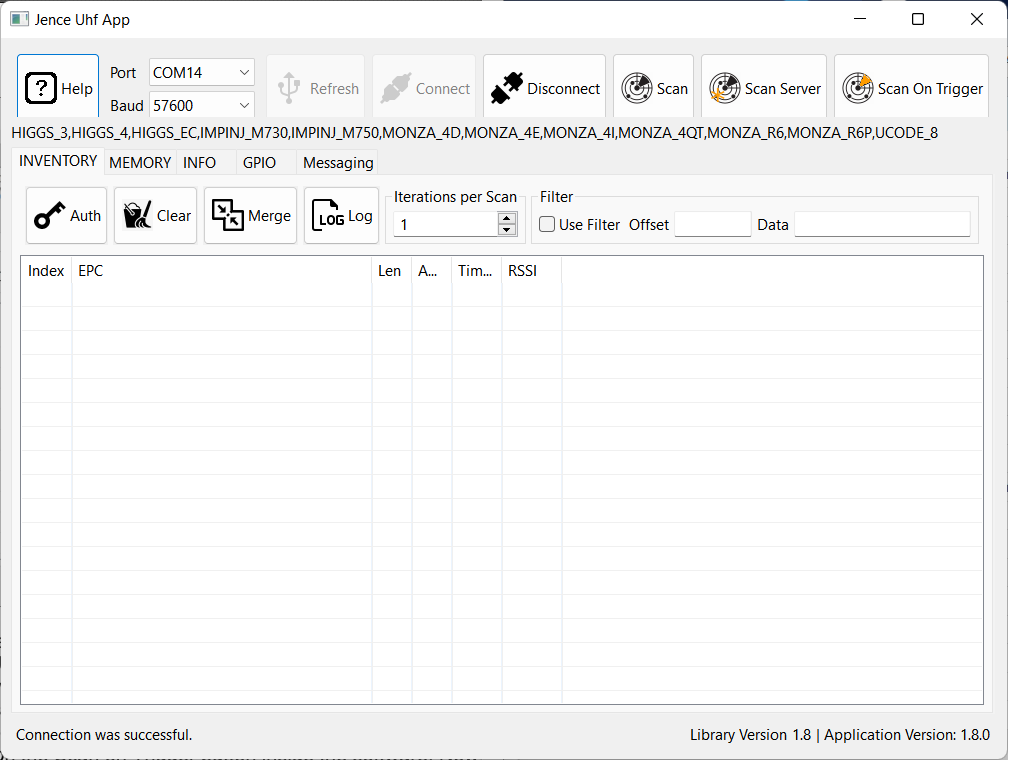 Jence Uhf App
Help Port COM14 Refresh Connect Disconnect Scan Scan Server Scan On Trigger
Baud 57600
HIGGS_3,HIGGS_4,HIGGS_EC,IMPINJ_M730,IMPINJ_M750,MONZA_4D,MONZA_4E,MONZA_4I,MONZA_4QT,MONZA_R6,MONZA_R6P,UCODE_8
INVENTORY MEMORY INFO GPIO Messaging
Iterations per Scan Filter
Auth Clear Merge LOG Log 1 Use Filter Offset Data
Index EPC Len A... Tim... RSSI
Connection was successful. Library Version 1.8 | Application Version: 1.8.0